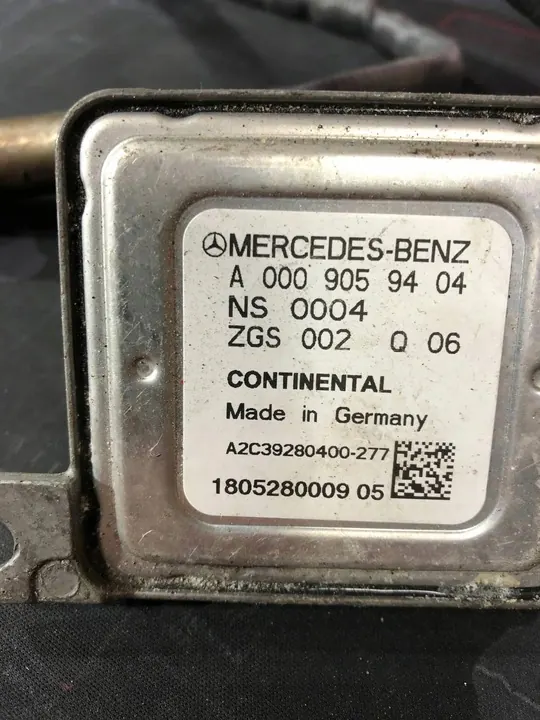 MERCEDES-BENZ
A 000 905 94 04
NS 0004
ZGS 002 Q 06
CONTINENTAL
Made in Germany
A2C39280400-277
1805280009 05